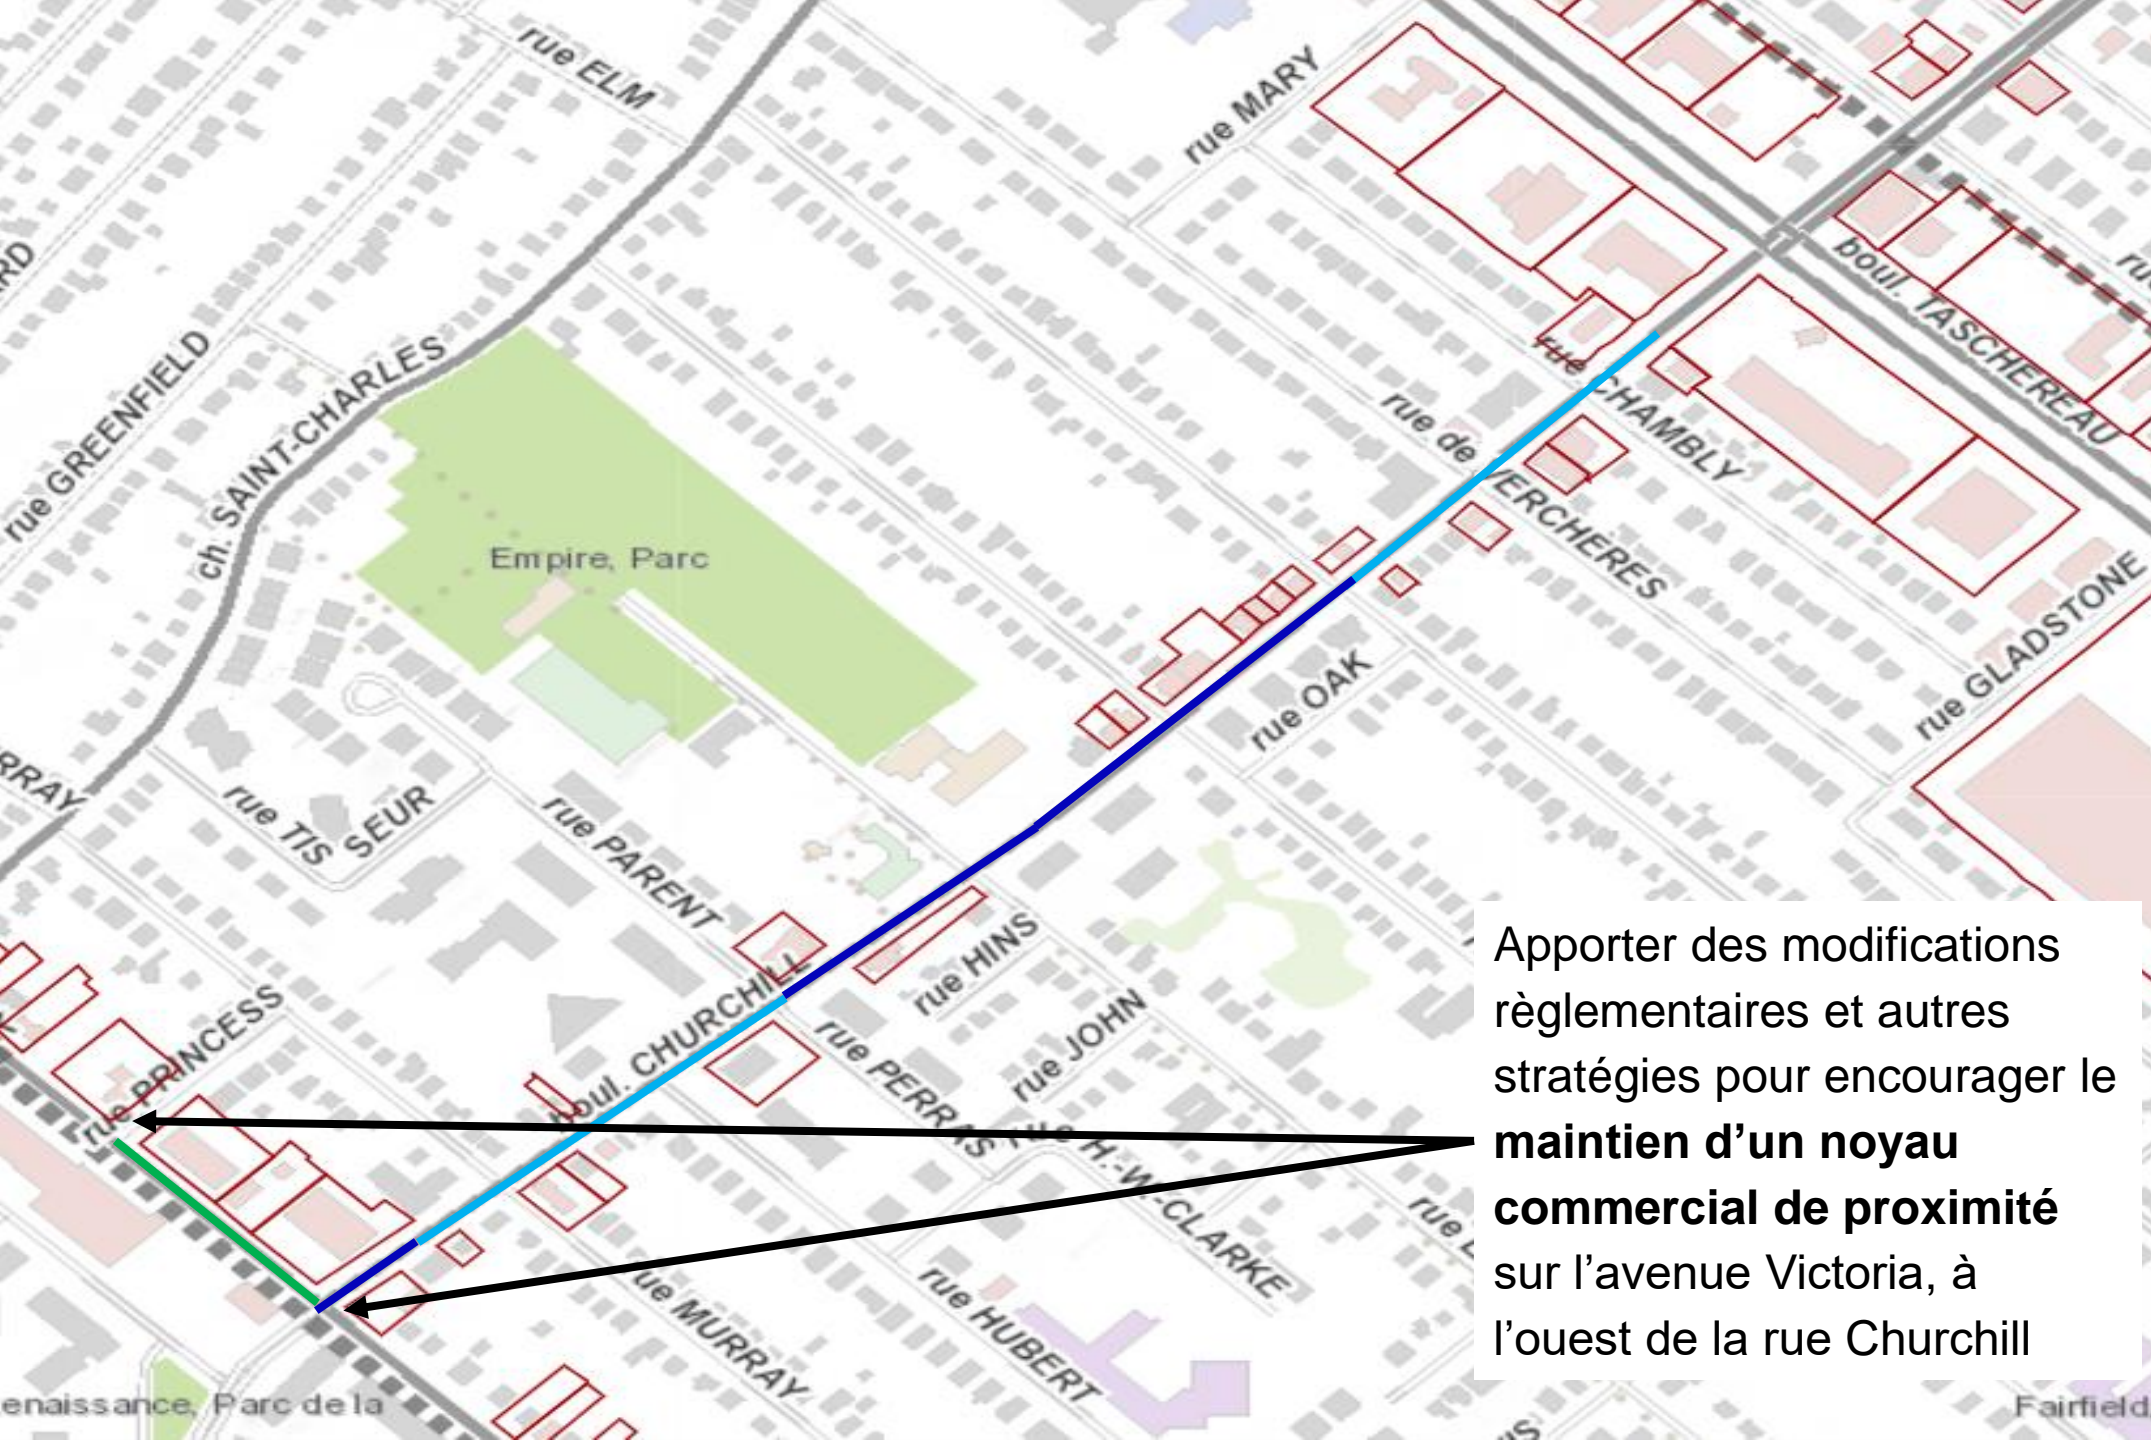 rue ELM
rue MARY
boul. TASCHEREAU
rue GREENFIELD
ch. SAINT-CHARLES
rue CHAMBLY
rue de VERCHERES
Empire, Parc
rue GLADSTONE
rue OAK
rue TISSEUR
rue PARENT
rue HINS
boul. CHURCHILL
rue PRINCESS
rue JOHN
rue PERRAS
rue H.-W.-CLARKE
rue MURRAY
rue HUBERT
enaissance, Parc de la
Fairfield
Apporter des modifications
règlementaires et autres
stratégies pour encourager le
maintien d’un noyau
commercial de proximité
sur l’avenue Victoria, à
l’ouest de la rue Churchill